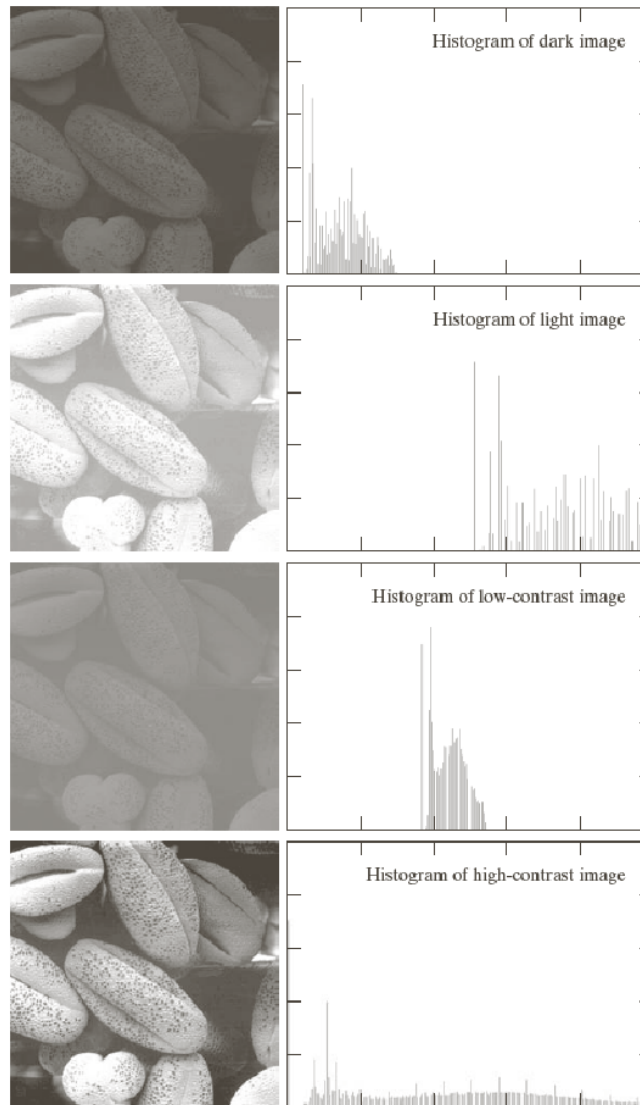 Histogram of dark image
Histogram of light image
Histogram of low-contrast image
Histogram of high-contrast image